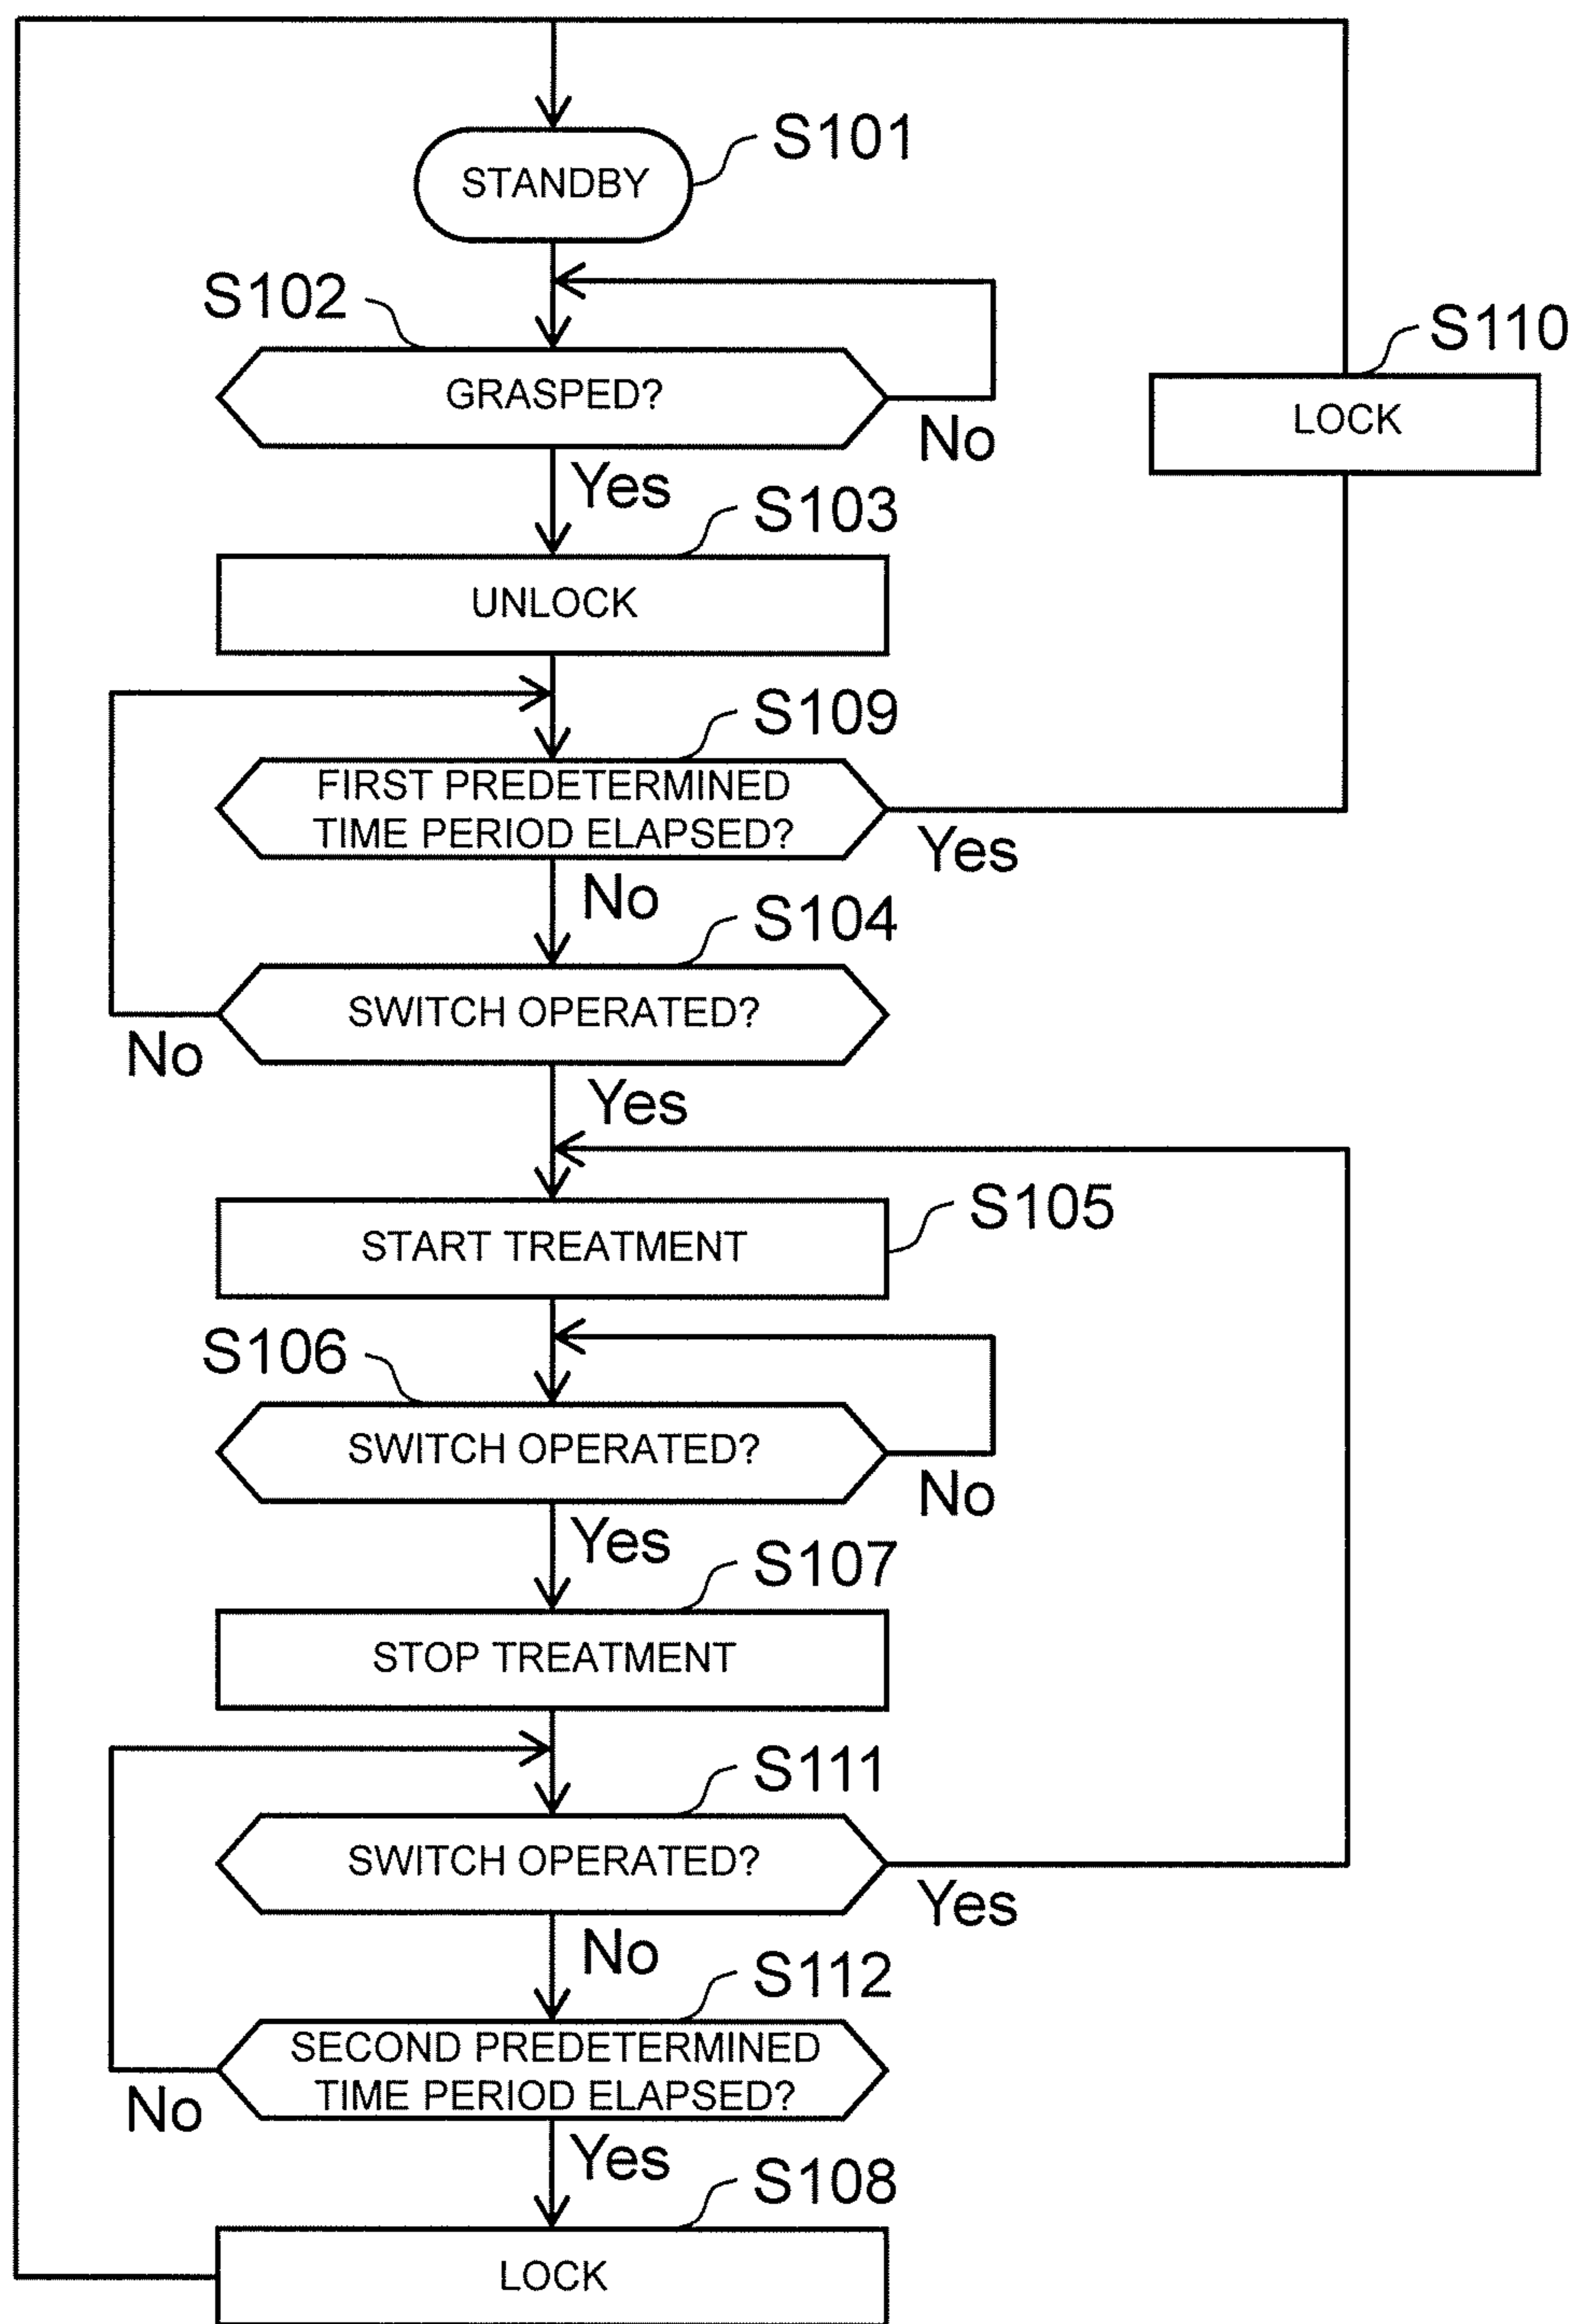 S101
STANDBY
S102
GRASPED?
No
S110
LOCK
Yes
S103
UNLOCK
S109
FIRST PREDETERMINED
TIME PERIOD ELAPSED?
Yes
No
S104
SWITCH OPERATED?
No
Yes
START TREATMENT
S105
S106
SWITCH OPERATED?
No
Yes
S107
STOP TREATMENT
S111
SWITCH OPERATED?
Yes
No
S112
SECOND PREDETERMINED
TIME PERIOD ELAPSED?
No
Yes
S108
LOCK